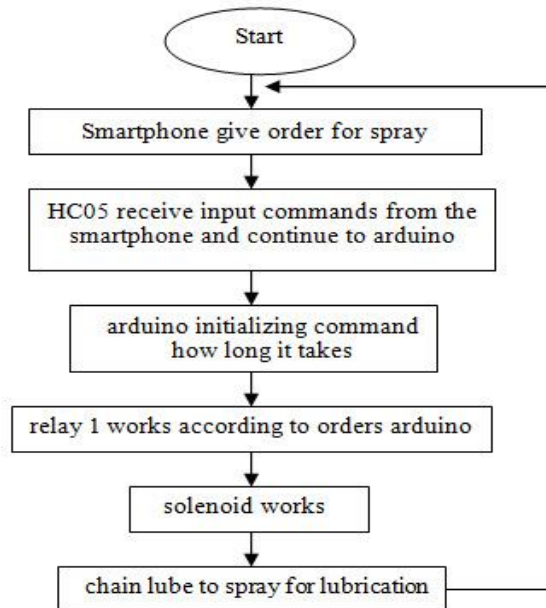 Start
Smartphone give order for spray
HC05 receive input commands from the
smartphone and continue to arduino
arduino initializing command
how long it takes
relay 1 works according to orders arduino
solenoid works
chain lube to spray for lubrication